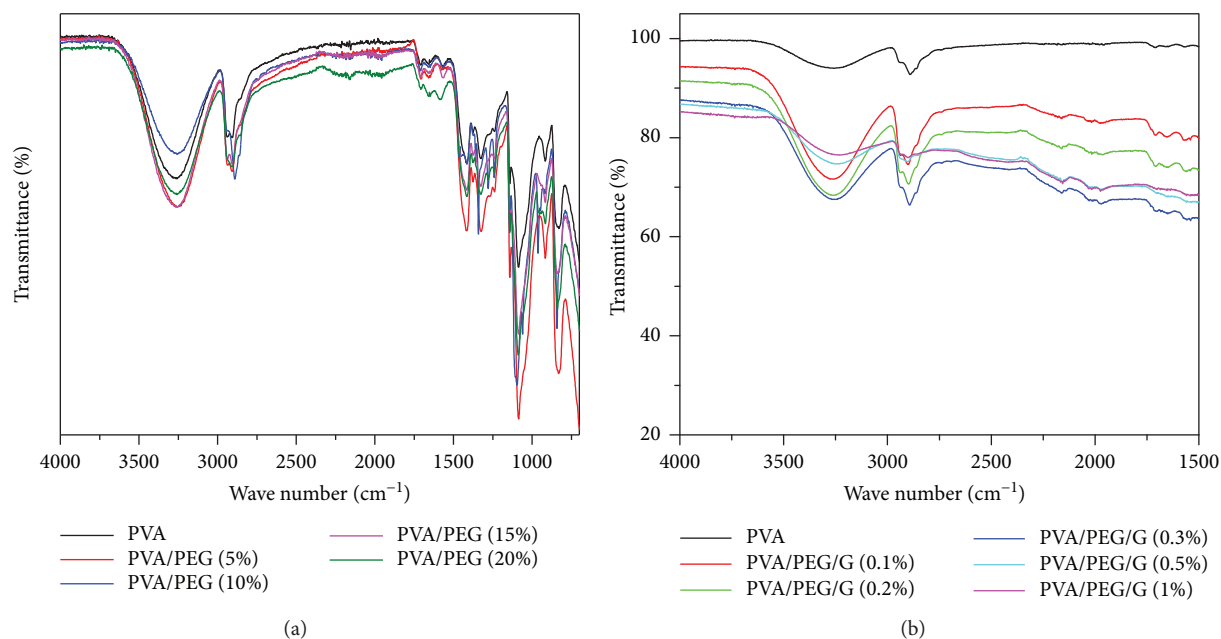 Transmittance (%)
4000 3500 3000 2500 2000 1500 1000
Wave number (cm⁻¹)
PVA
PVA/PEG (5%)
PVA/PEG (10%)
PVA/PEG (15%)
PVA/PEG (20%)
(a)
Transmittance (%)
100
80
60
40
20
4000 3500 3000 2500 2000 1500
Wave number (cm⁻¹)
PVA
PVA/PEG/G (0.1%)
PVA/PEG/G (0.2%)
PVA/PEG/G (0.3%)
PVA/PEG/G (0.5%)
PVA/PEG/G (1%)
(b)